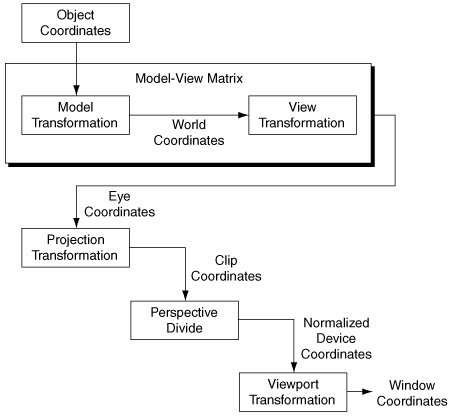 Object
Coordinates
Model-View Matrix
Model
Transformation
World
Coordinates
View
Transformation
Eye
Coordinates
Projection
Transformation
Clip
Coordinates
Perspective
Divide
Normalized
Device
Coordinates
Viewport
Transformation
Window
Coordinates